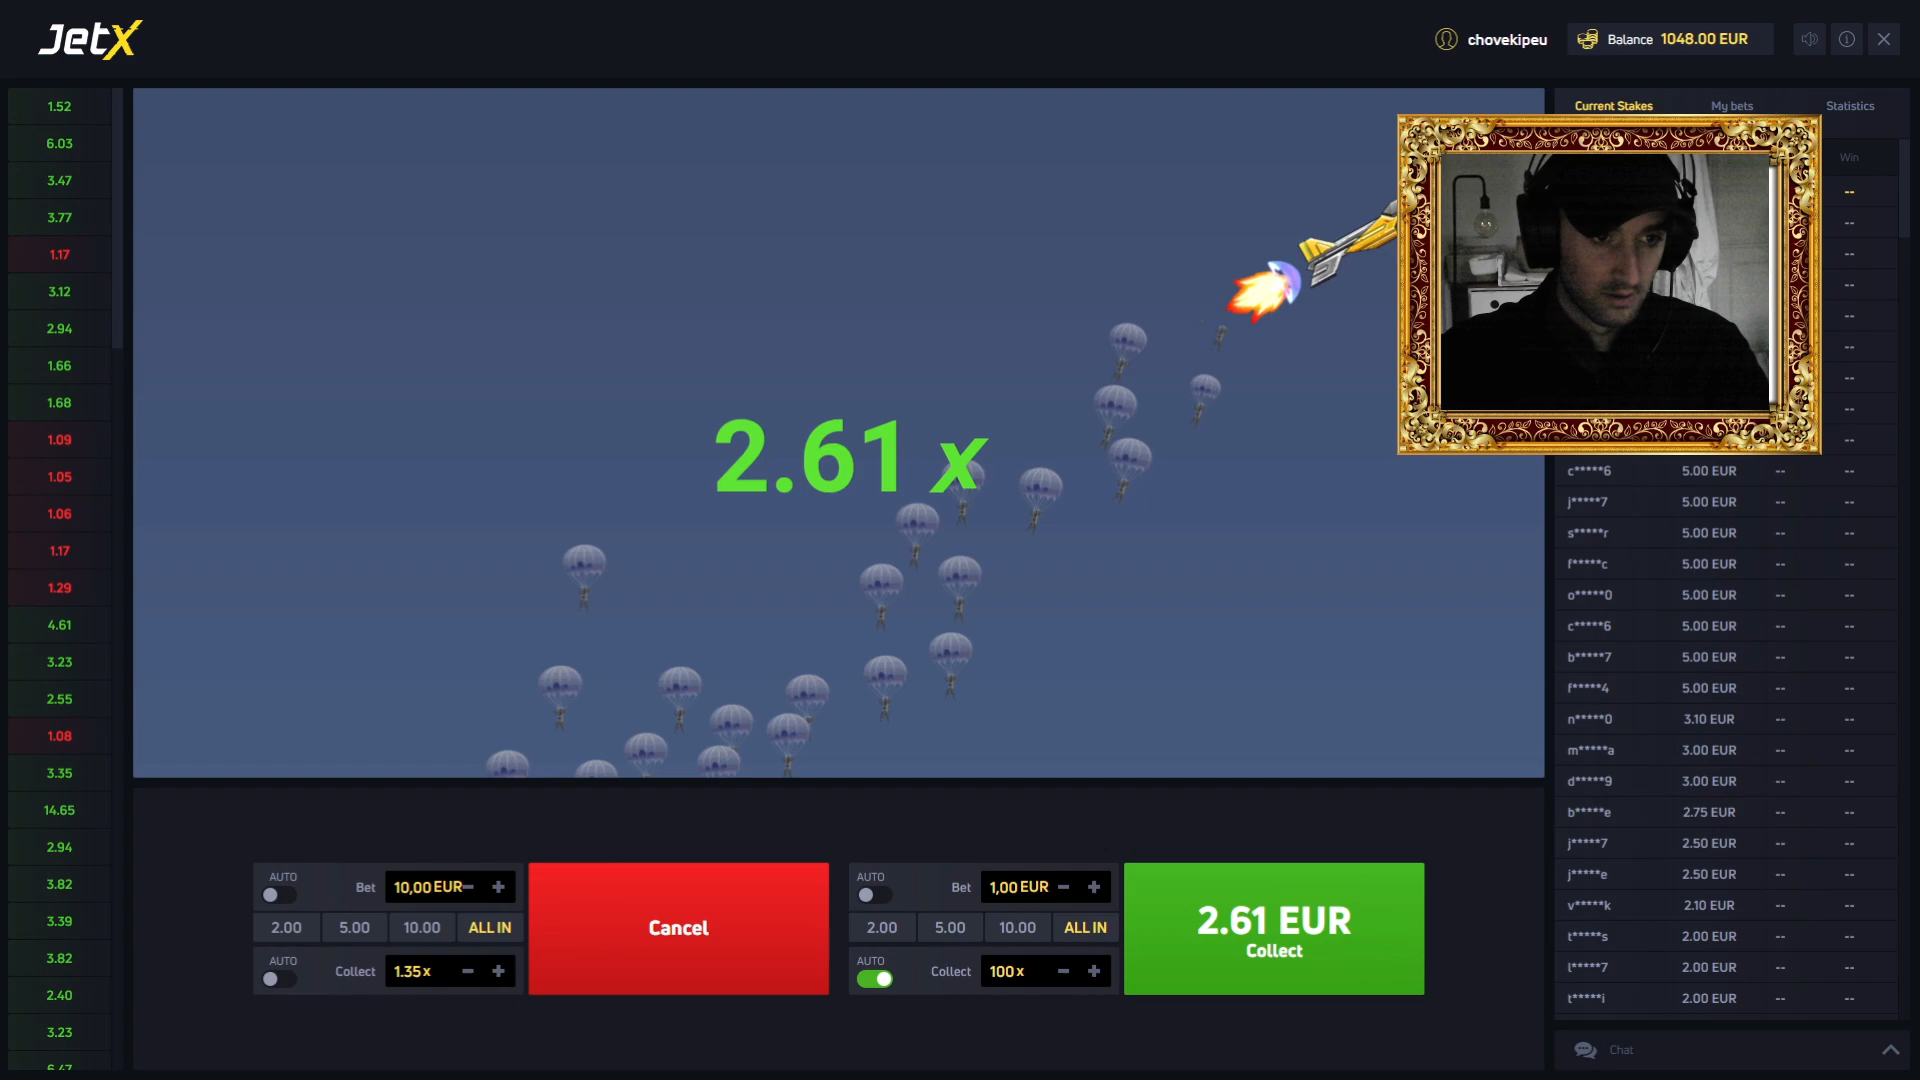 JetX
chovekipeu
Balance 1048.00 EUR
1.52
6.03
3.47
3.77
1.17
3.12
2.94
1.66
1.68
1.09
1.05
1.06
1.17
1.29
4.61
3.23
2.55
1.08
3.35
14.65
2.94
3.82
3.39
3.82
2.40
3.23
6.47
2.61 x
Current Stakes My bets Statistics
Win
--
--
--
--
--
--
--
--
--
c*****6 5.00 EUR -- --
j*****7 5.00 EUR -- --
s*****r 5.00 EUR -- --
f*****c 5.00 EUR -- --
o*****0 5.00 EUR -- --
c*****6 5.00 EUR -- --
b*****7 5.00 EUR -- --
f*****4 5.00 EUR -- --
n*****0 3.10 EUR -- --
m*****a 3.00 EUR -- --
d*****9 3.00 EUR -- --
b*****e 2.75 EUR -- --
j*****7 2.50 EUR -- --
j*****e 2.50 EUR -- --
v*****k 2.10 EUR -- --
t*****s 2.00 EUR -- --
l*****7 2.00 EUR -- --
t*****i 2.00 EUR -- --
Chat
AUTO
Bet 10,00 EUR - +
2.00 5.00 10.00 ALL IN
AUTO
Collect 1.35 x - +
Cancel
AUTO
Bet 1,00 EUR - +
2.00 5.00 10.00 ALL IN
AUTO
Collect 100 x - +
2.61 EUR
Collect